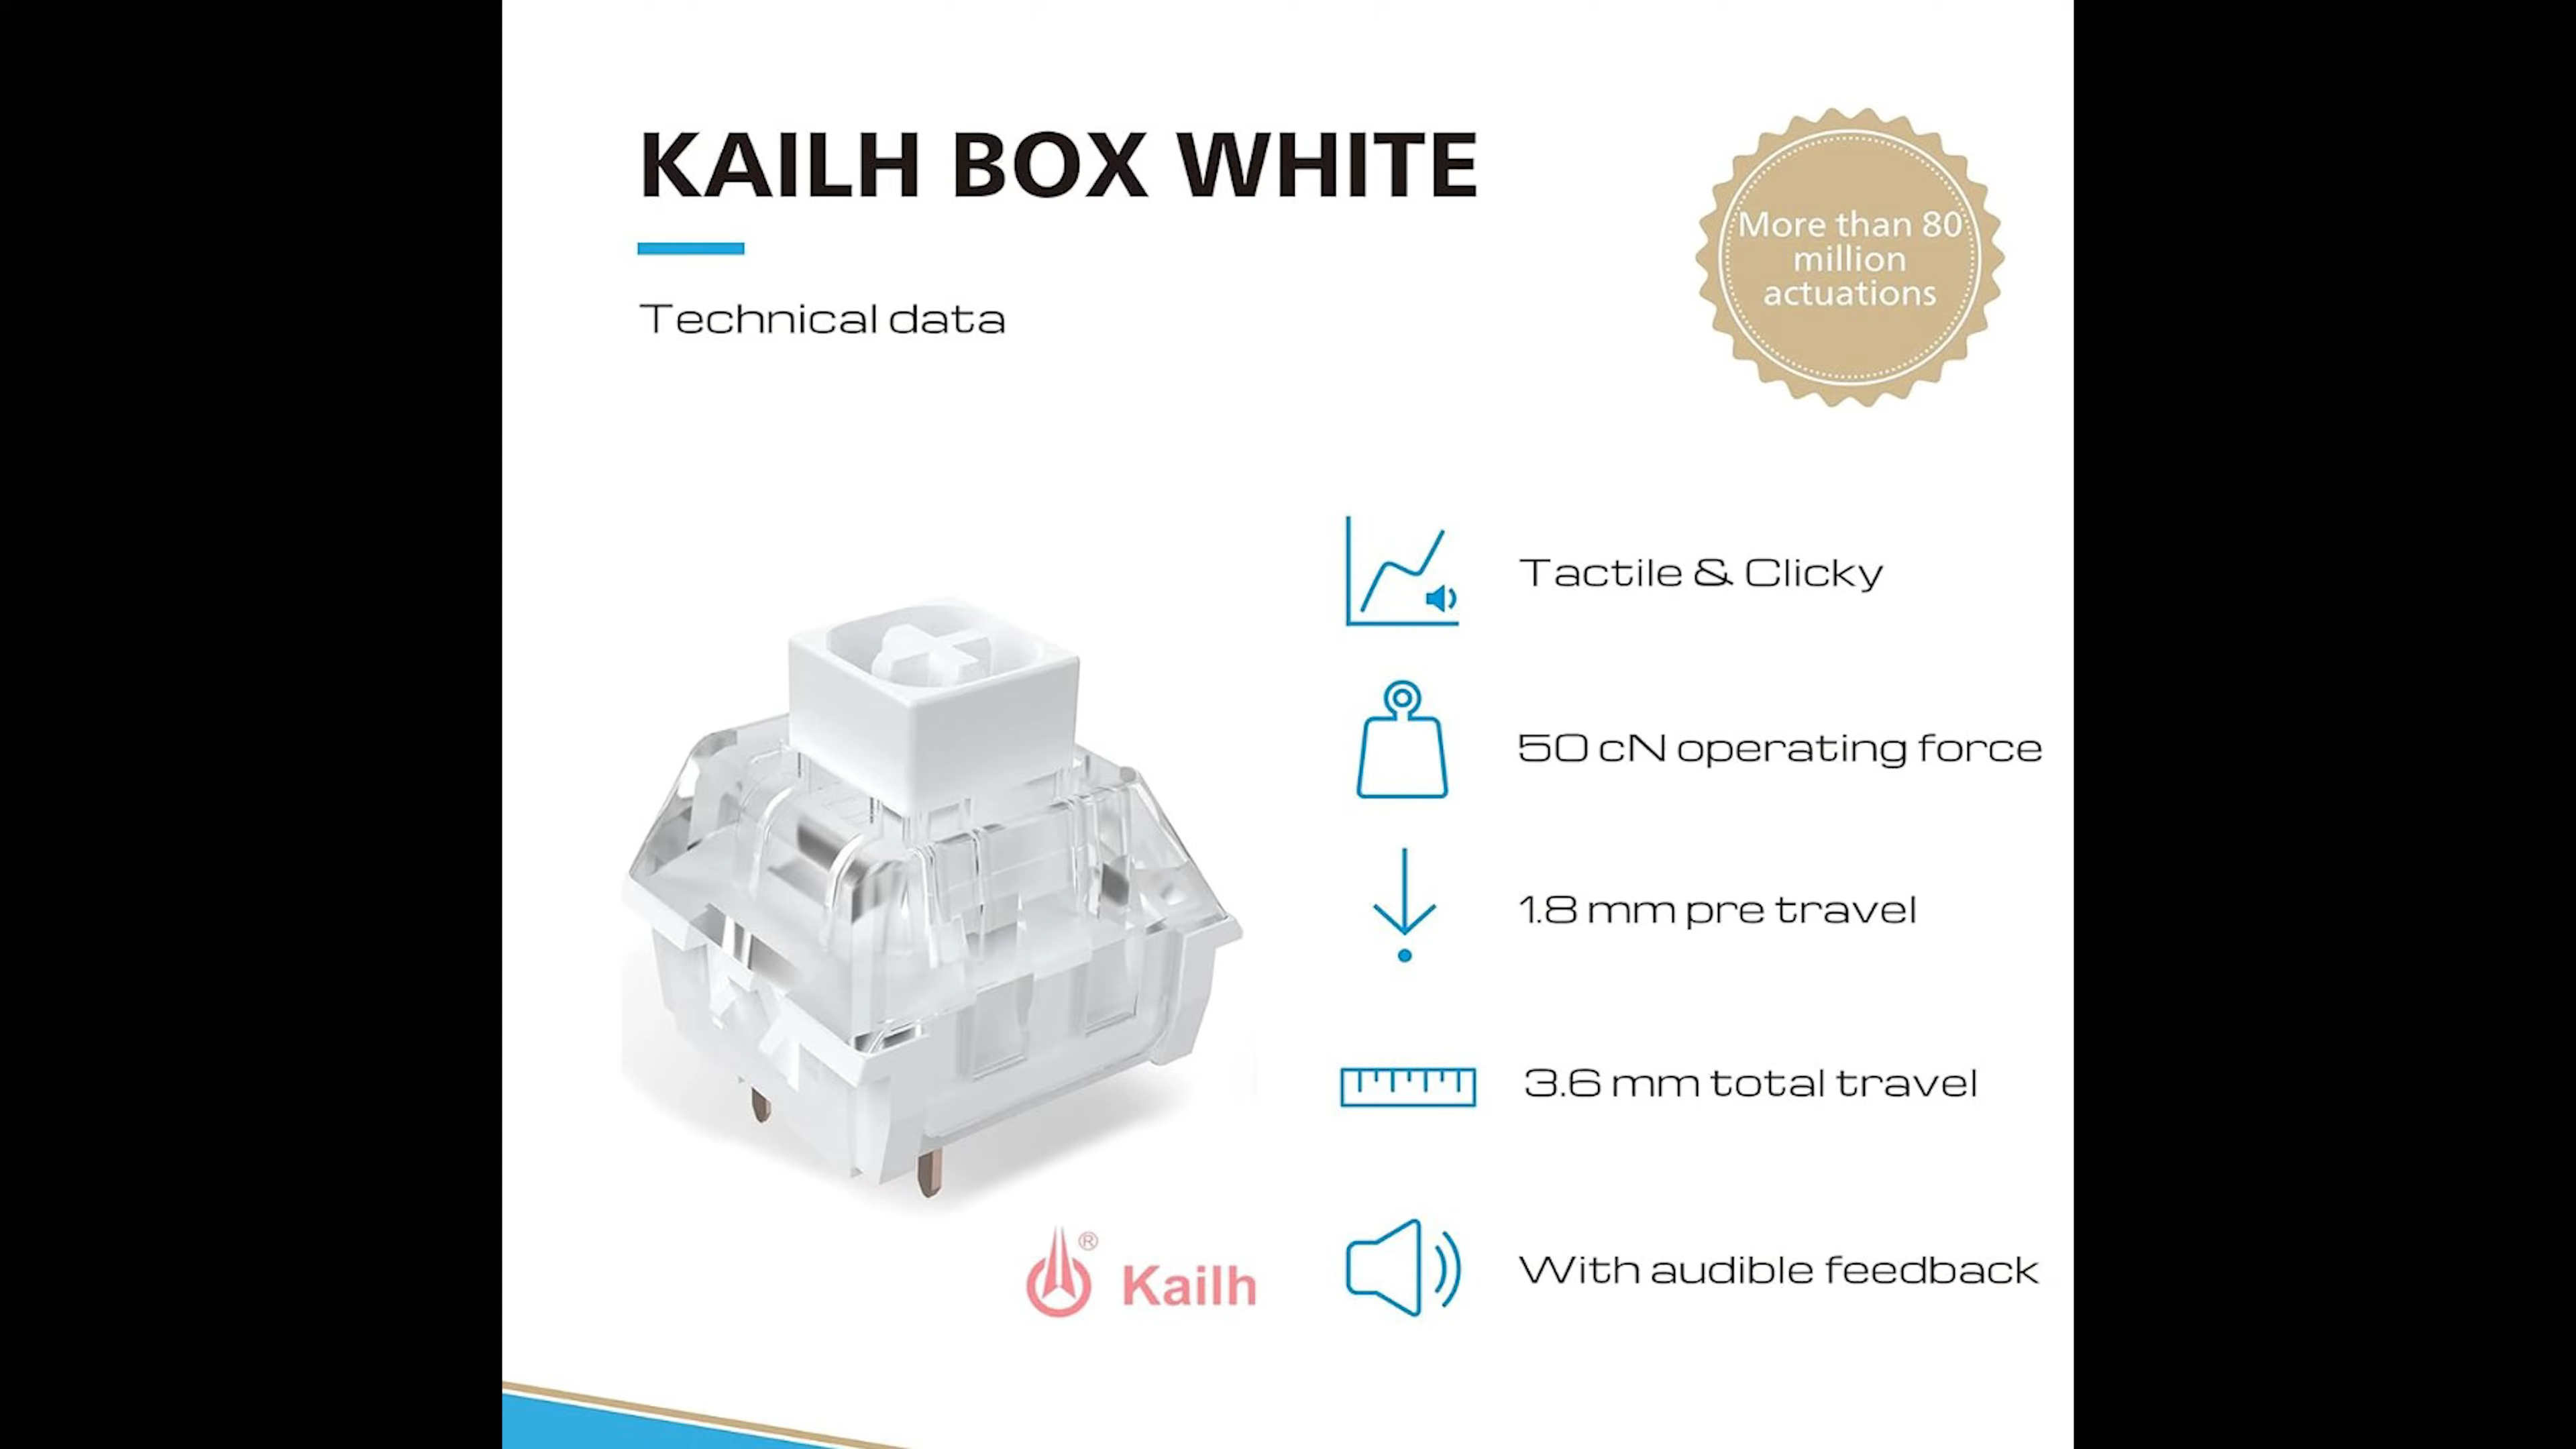 KAILH BOX WHITE
More than 80
million
actuations
Technical data
Tactile & Clicky
50 cN operating force
1.8 mm pre travel
3.6 mm total travel
® Kailh
With audible feedback